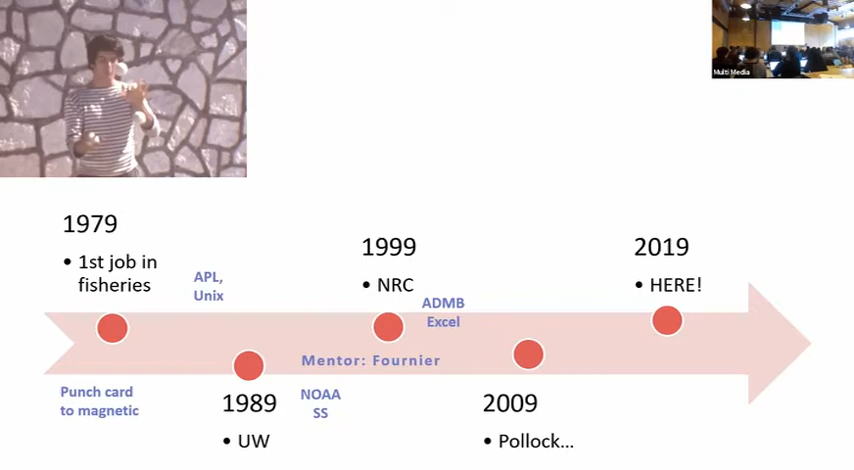 Multi Media
1979
• 1st job in
fisheries
APL,
Unix
1999
• NRC
ADMB
Excel
2019
• HERE!
Mentor: Fournier
Punch card
to magnetic
1989
• UW
NOAA
SS
2009
• Pollock...